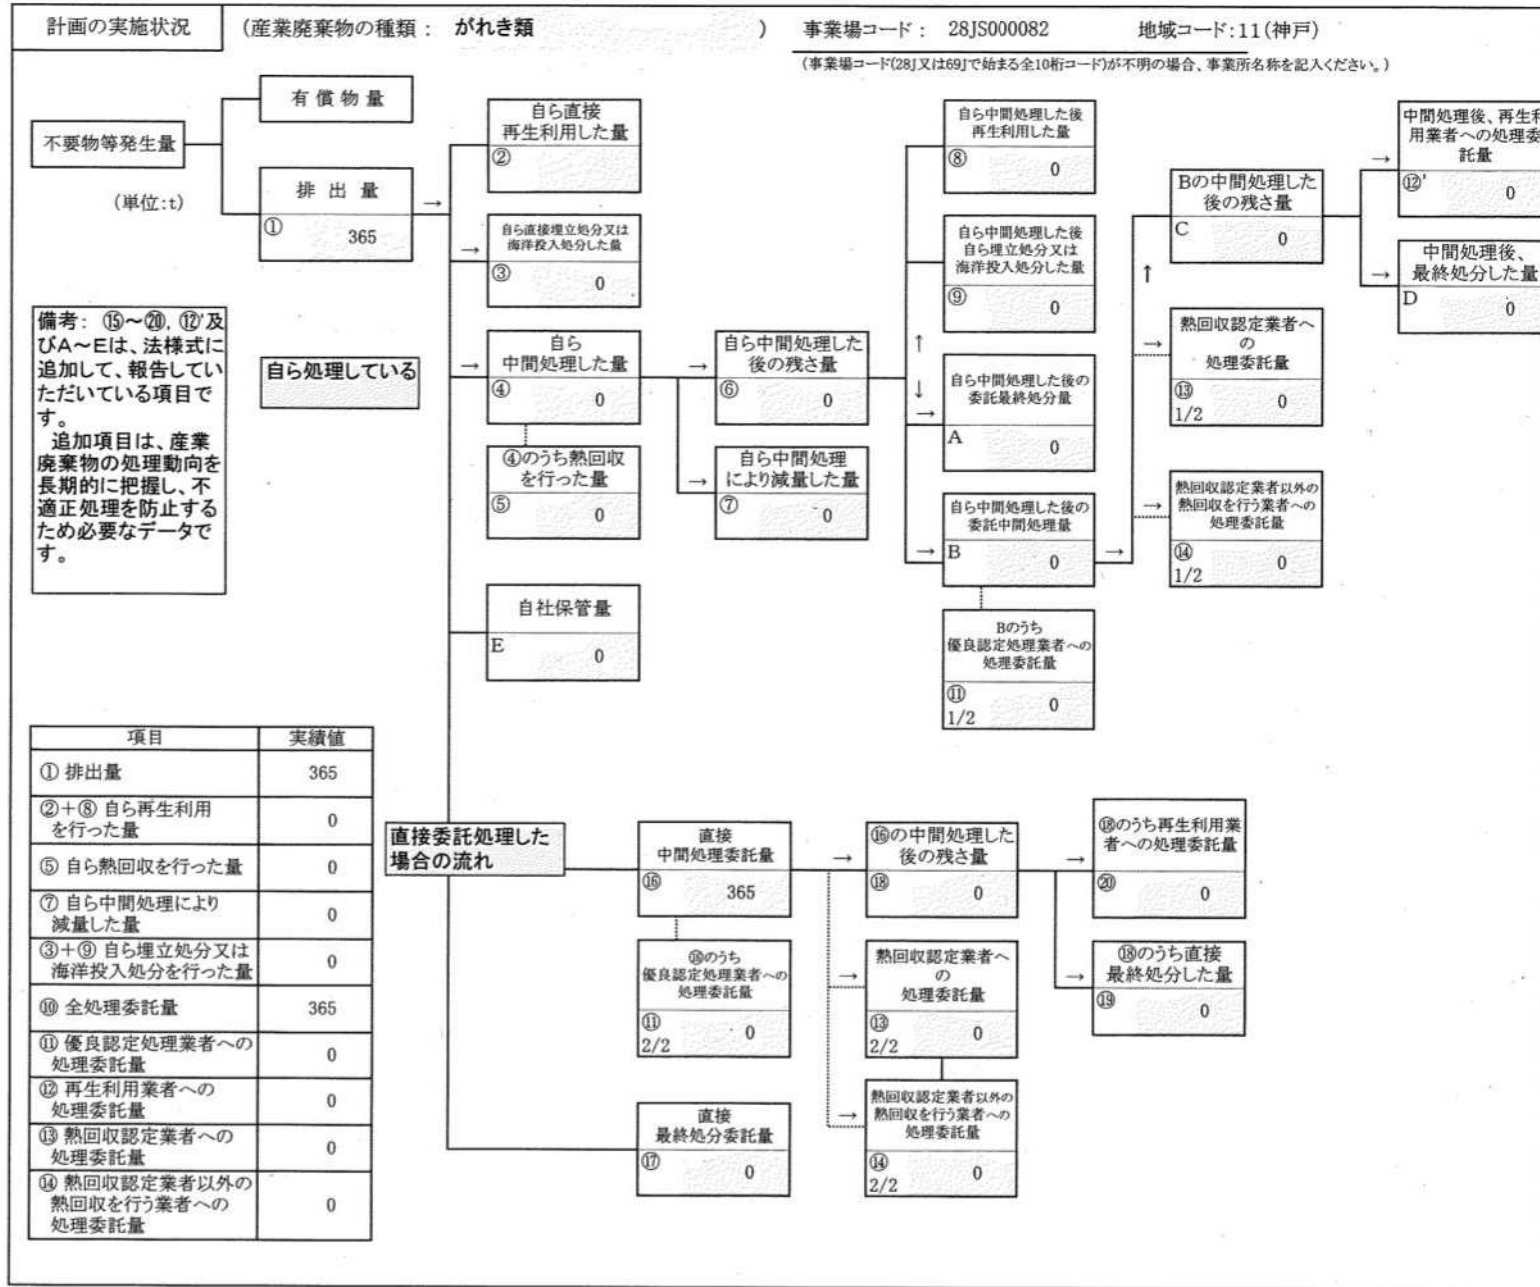 計画の実施状況
(産業廃棄物の種類： がれき類 )
事業場コード： 28JS000082 地域コード:11(神戸)
(事業場コード(28J又は69Jで始まる全10桁コード)が不明の場合、事業所名称を記入ください。)
不要物等発生量
(単位:t)
有償物量
排出量
① 365
→
自ら直接
再生利用した量
②
→
自ら直接埋立処分又は
海洋投入処分した量
③ 0
備考： ⑮～⑳, ⑫'及
びA～Eは、法様式に
追加して、報告してい
ただいている項目で
す。
追加項目は、産業
廃棄物の処理動向を
長期的に把握し、不
適正処理を防止する
ため必要なデータで
す。
自ら処理している
→
自ら
中間処理した量
④ 0
④のうち熱回収
を行った量
⑤ 0
→
自ら中間処理した
後の残さ量
⑥ 0
→
自ら中間処理
により減量した量
⑦ 0
自社保管量
E 0
自ら中間処理した後
再生利用した量
⑧ 0
自ら中間処理した後
自ら埋立処分又は
海洋投入処分した量
⑨ 0
↑
↓
→
自ら中間処理した後の
委託最終処分量
A 0
→
自ら中間処理した後の
委託中間処理量
B 0
Bのうち
優良認定処理業者への
処理委託量
⑪
1/2 0
→
↑
Bの中間処理した
後の残さ量
C 0
→
熱回収認定業者へ
の
処理委託量
⑬
1/2 0
→
熱回収認定業者以外の
熱回収を行う業者への
処理委託量
⑭
1/2 0
→
中間処理後、再生利
用業者への処理委
託量
⑫' 0
→
中間処理後、
最終処分した量
D 0
項目 実績値
① 排出量 365
②＋⑧ 自ら再生利用
を行った量 0
⑤ 自ら熱回収を行った量 0
⑦ 自ら中間処理により
減量した量 0
③＋⑨ 自ら埋立処分又は
海洋投入処分を行った量 0
⑩ 全処理委託量 365
⑪ 優良認定処理業者への
処理委託量 0
⑫ 再生利用業者への
処理委託量 0
⑬ 熱回収認定業者への
処理委託量 0
⑭ 熱回収認定業者以外の
熱回収を行う業者への
処理委託量 0
直接委託処理した
場合の流れ
直接
中間処理委託量
⑯ 365
⑯のうち
優良認定処理業者への
処理委託量
⑪
2/2 0
直接
最終処分委託量
⑰ 0
→
⑯の中間処理した
後の残さ量
⑱ 0
→
熱回収認定業者へ
の
処理委託量
⑬
2/2 0
→
熱回収認定業者以外の
熱回収を行う業者への
処理委託量
⑭
2/2 0
→
⑱のうち再生利用業
者への処理委託量
⑳ 0
→
⑱のうち直接
最終処分した量
⑲ 0